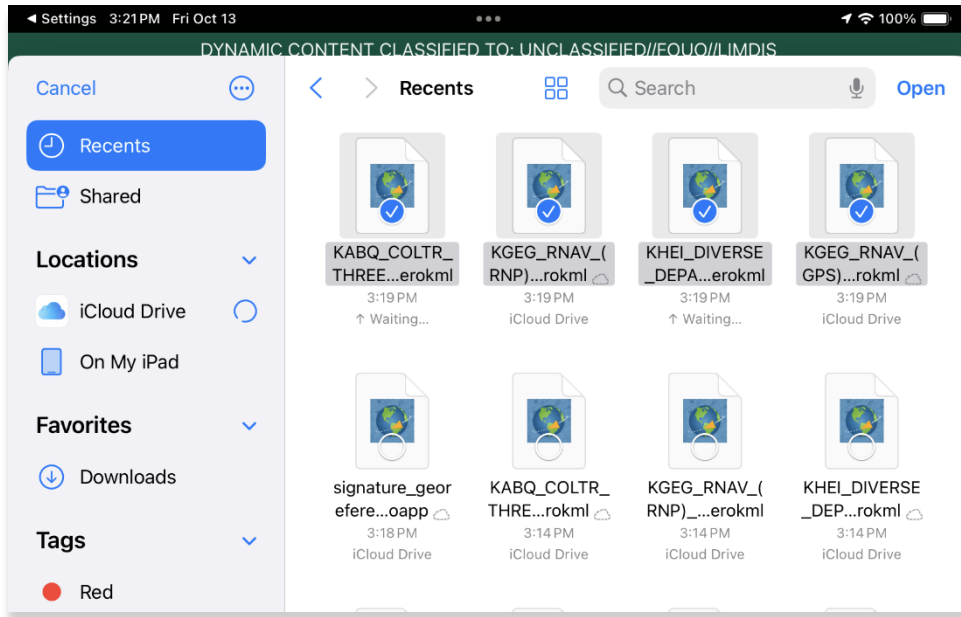 Settings 3:21 PM Fri Oct 13 100%
DYNAMIC CONTENT CLASSIFIED TO: UNCLASSIFIED//FOUO//LIMDIS
Cancel
Recents
Shared
Locations
iCloud Drive
On My iPad
Favorites
Downloads
Tags
Red
Recents
Search
Open
KABQ_COLTR_
THREE...erokml
3:19 PM
↑ Waiting...
KGEG_RNAV_(
RNP)...rokml
3:19 PM
iCloud Drive
KHEI_DIVERSE
_DEPA...erokml
3:19 PM
↑ Waiting...
KGEG_RNAV_(
GPS)...rokml
3:19 PM
iCloud Drive
signature_geor
efere...oapp
3:18 PM
iCloud Drive
KABQ_COLTR_
THRE...rokml
3:14 PM
iCloud Drive
KGEG_RNAV_(
RNP)_...erokml
3:14 PM
iCloud Drive
KHEI_DIVERSE
_DEP...rokml
3:14 PM
iCloud Drive